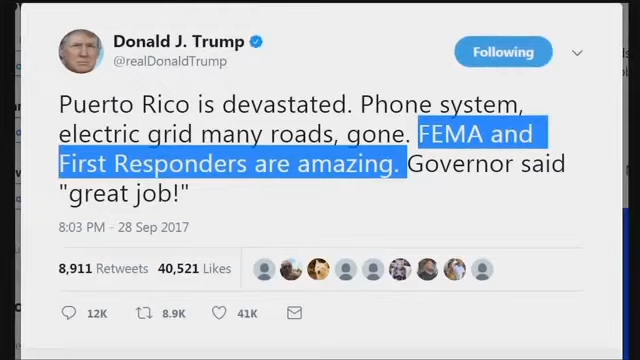 Donald J. Trump
@realDonaldTrump
Following
Puerto Rico is devastated. Phone system,
electric grid many roads, gone. FEMA and
First Responders are amazing. Governor said
"great job!"
8:03 PM - 28 Sep 2017
8,911 Retweets 40,521 Likes
12K 8.9K 41K